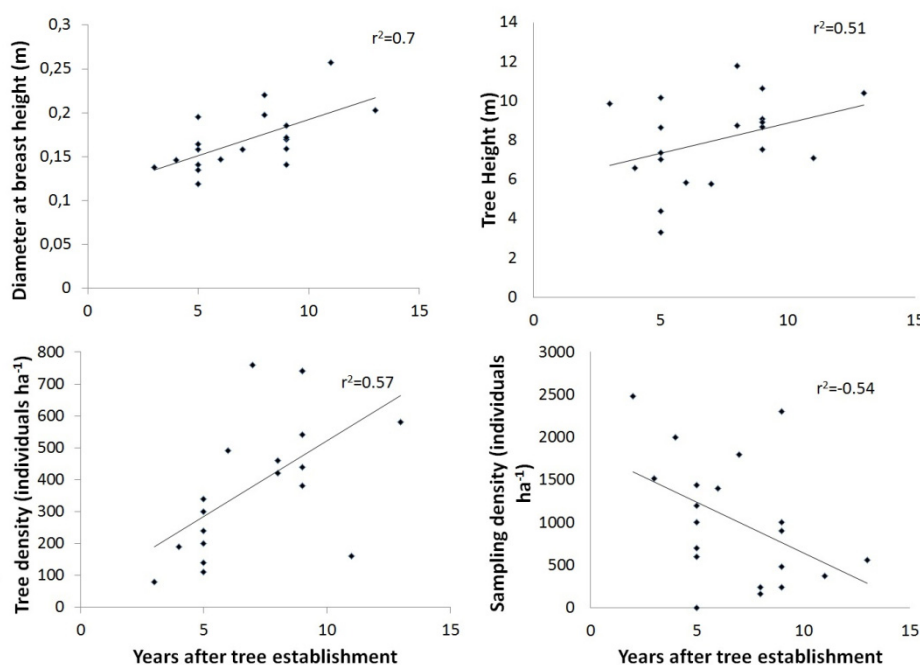 0,3
0,25
0,2
0,15
0,1
0,05
0
Diameter at breast height (m)
r²=0.7
0 5 10 15
14
12
10
8
6
4
2
0
Tree Height (m)
r²=0.51
0 5 10 15
800
700
600
500
400
300
200
100
0
Tree density (individuals ha⁻¹)
r²=0.57
0 5 10 15
Years after tree establishment
3000
2500
2000
1500
1000
500
0
Sampling density (individuals
ha⁻¹)
r²=-0.54
0 5 10 15
Years after tree establishment